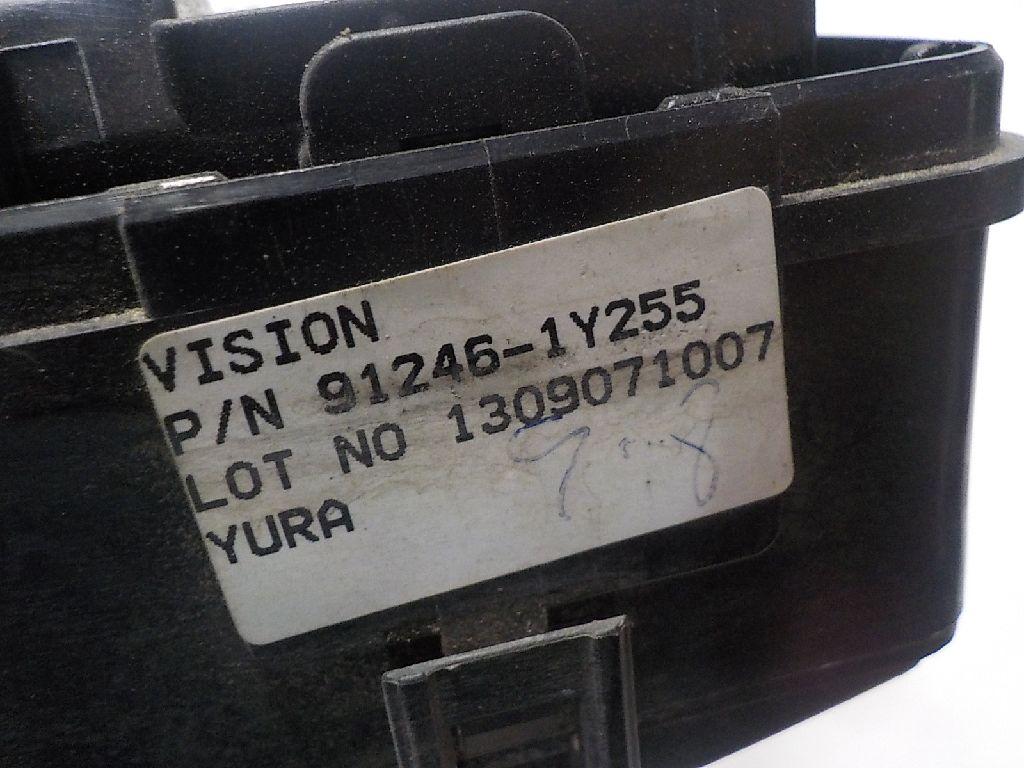 VISION
P/N 91246-1Y255
LOT NO 1309071007
YURA